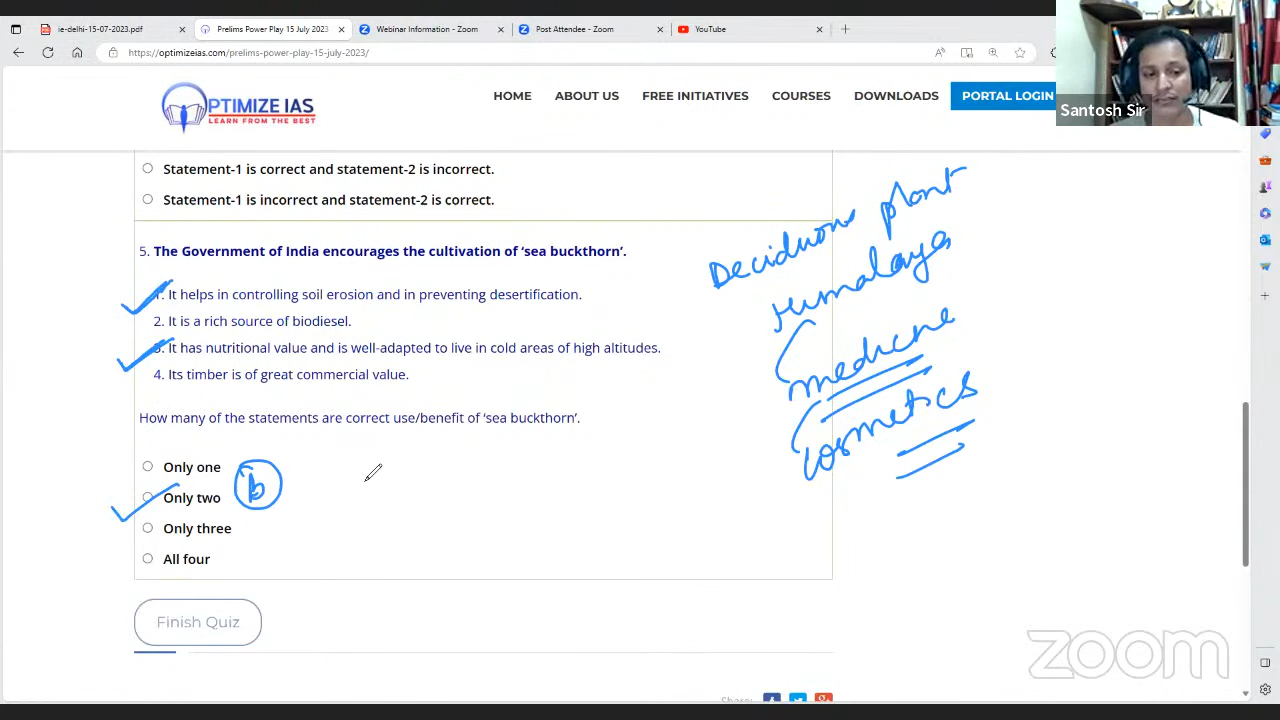 ie-delhi-15-07-2023.pdf
Prelims Power Play 15 July 2023
Webinar Information - Zoom
Post Attendee - Zoom
YouTube
https://optimizeias.com/prelims-power-play-15-july-2023/
OPTIMIZE IAS
LEARN FROM THE BEST
HOME
ABOUT US
FREE INITIATIVES
COURSES
DOWNLOADS
PORTAL LOGIN
Santosh Sir
Statement-1 is correct and statement-2 is incorrect.
Statement-1 is incorrect and statement-2 is correct.
5. The Government of India encourages the cultivation of ‘sea buckthorn’.
1. It helps in controlling soil erosion and in preventing desertification.
2. It is a rich source of biodiesel.
3. It has nutritional value and is well-adapted to live in cold areas of high altitudes.
4. Its timber is of great commercial value.
How many of the statements are correct use/benefit of ‘sea buckthorn’.
Only one
Only two
b
Only three
All four
Finish Quiz
Deciduous plant
Himalaya
medicine
cosmetics
Share:
zoom